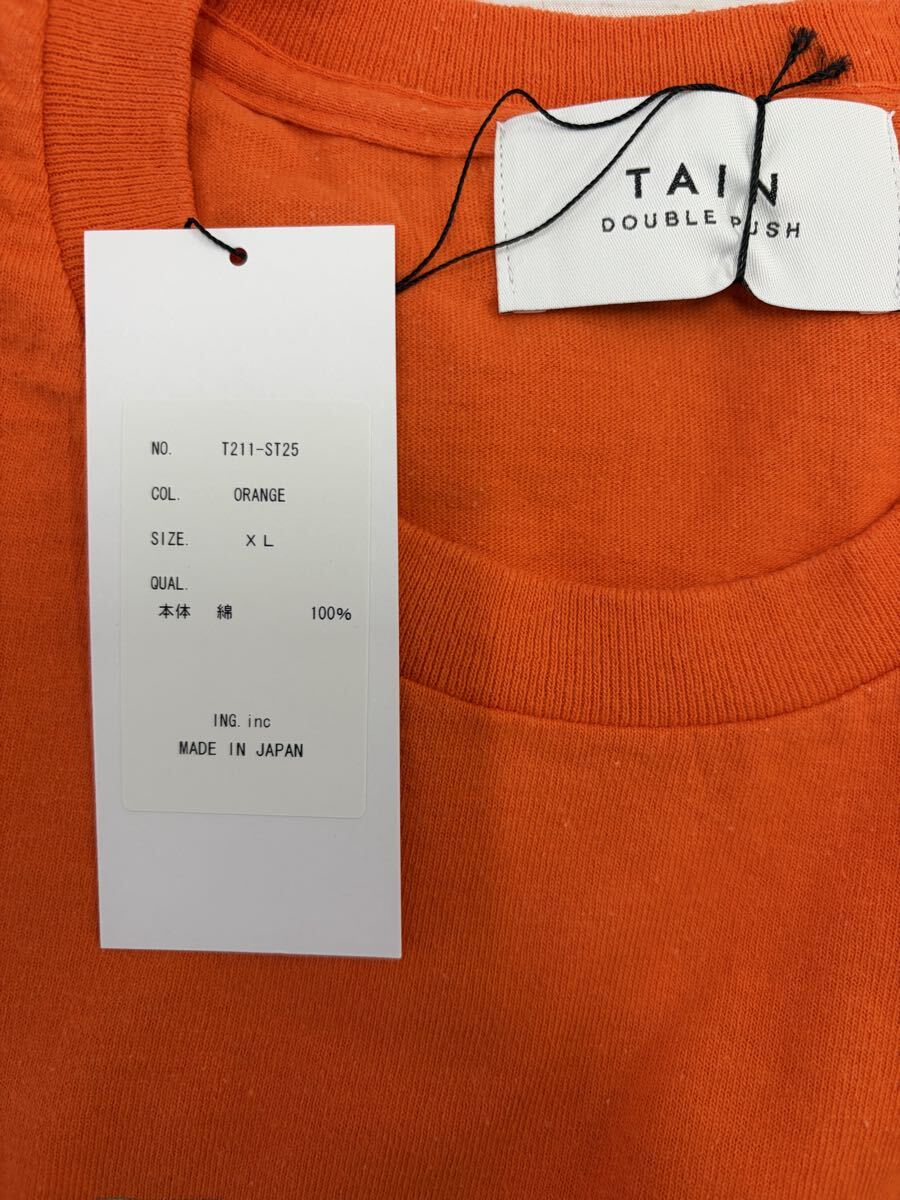 TAIN
DOUBLE PUSH
NO. T211-ST25
COL. ORANGE
SIZE. XL
QUAL.
本体 綿 100%
ING. inc
MADE IN JAPAN